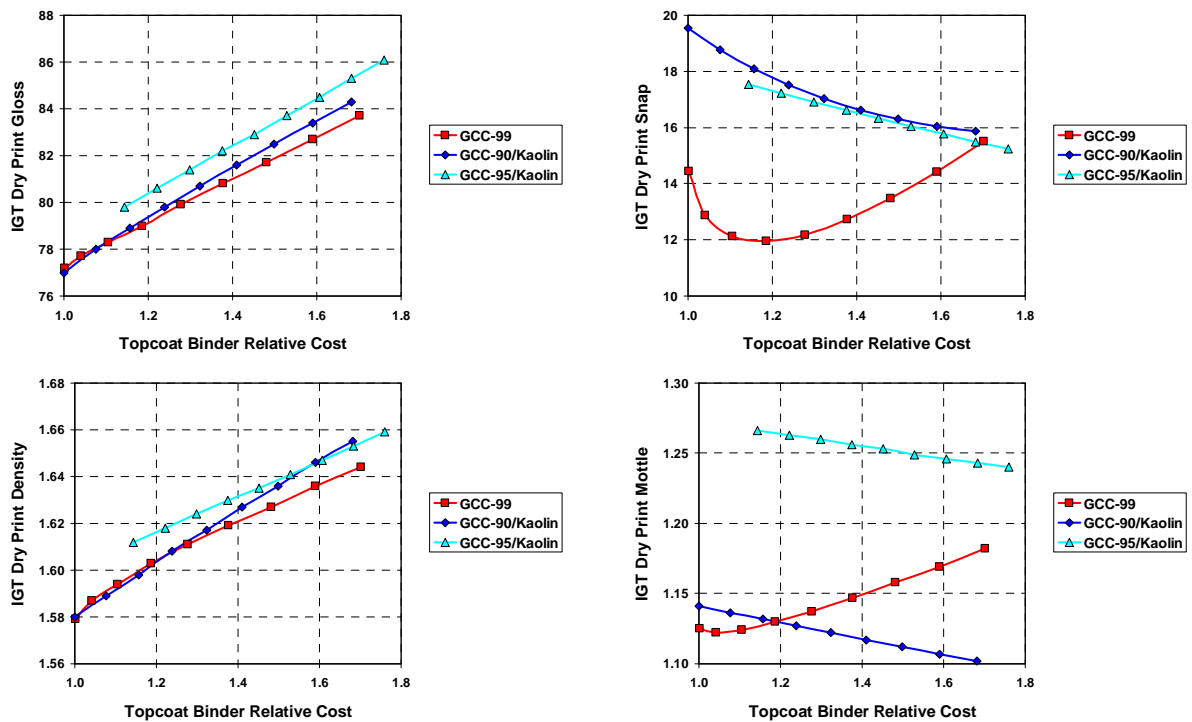 IGT Dry Print Gloss
88
86
84
82
80
78
76
1.0 1.2 1.4 1.6 1.8
Topcoat Binder Relative Cost
GCC-99
GCC-90/Kaolin
GCC-95/Kaolin
IGT Dry Print Snap
20
18
16
14
12
10
1.0 1.2 1.4 1.6 1.8
Topcoat Binder Relative Cost
GCC-99
GCC-90/Kaolin
GCC-95/Kaolin
IGT Dry Print Density
1.68
1.66
1.64
1.62
1.60
1.58
1.56
1.0 1.2 1.4 1.6 1.8
Topcoat Binder Relative Cost
GCC-99
GCC-90/Kaolin
GCC-95/Kaolin
IGT Dry Print Mottle
1.30
1.25
1.20
1.15
1.10
1.0 1.2 1.4 1.6 1.8
Topcoat Binder Relative Cost
GCC-99
GCC-90/Kaolin
GCC-95/Kaolin